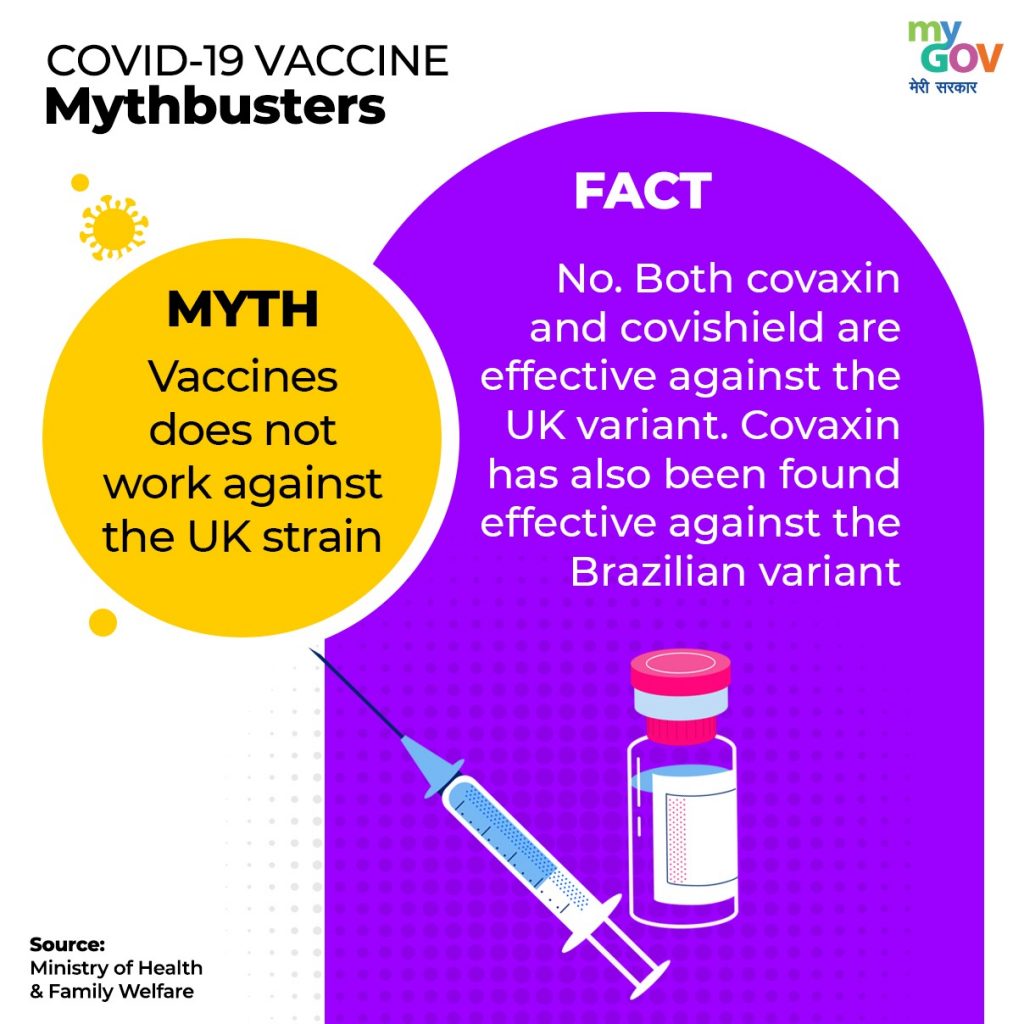 COVID-19 VACCINE
Mythbusters
my
GOV
मेरी सरकार
MYTH
Vaccines
does not
work against
the UK strain
FACT
No. Both covaxin
and covishield are
effective against the
UK variant. Covaxin
has also been found
effective against the
Brazilian variant
Source:
Ministry of Health
& Family Welfare